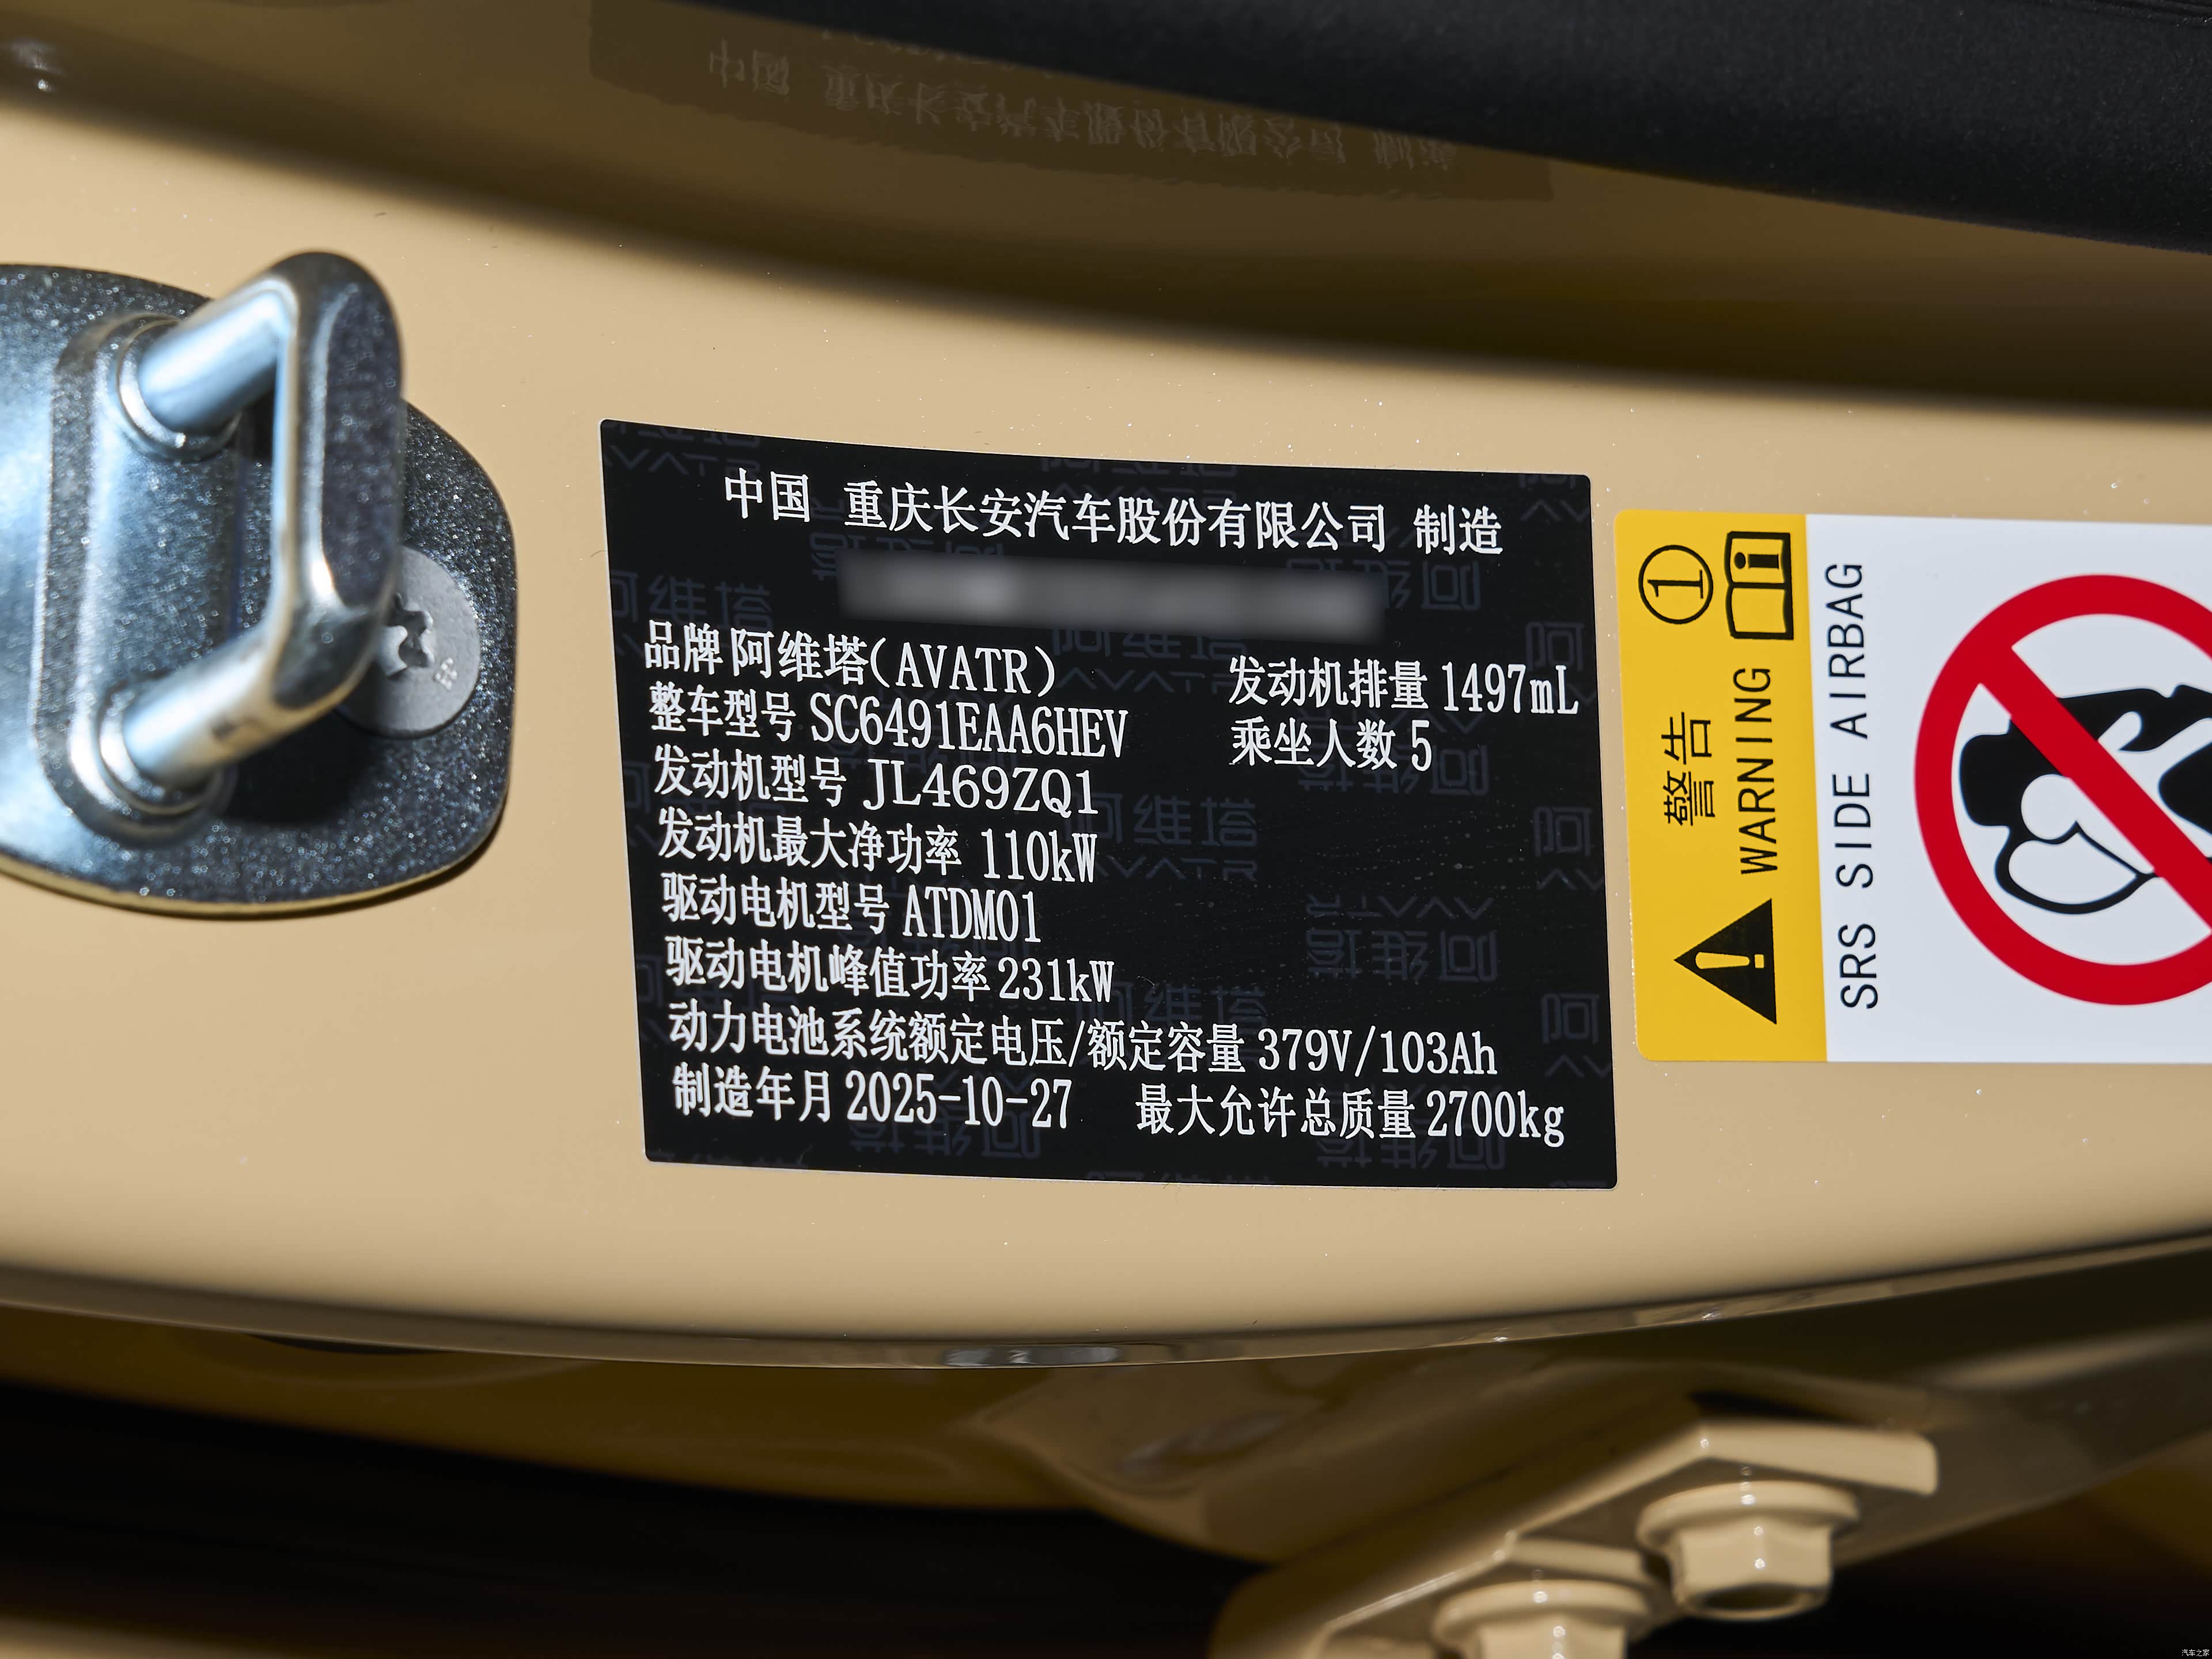 中国 重庆长安汽车股份有限公司 制造
品牌 阿维塔(AVATR)
发动机排量 1497mL
整车型号 SC6491EAA6HEV
乘坐人数 5
发动机型号 JL469ZQ1
发动机最大净功率 110kW
驱动电机型号 ATDM01
驱动电机峰值功率 231kW
动力电池系统额定电压/额定容量 379V/103Ah
制造年月 2025-10-27 最大允许总质量 2700kg
①
警告
WARNING
SRS SIDE AIRBAG
汽车之家